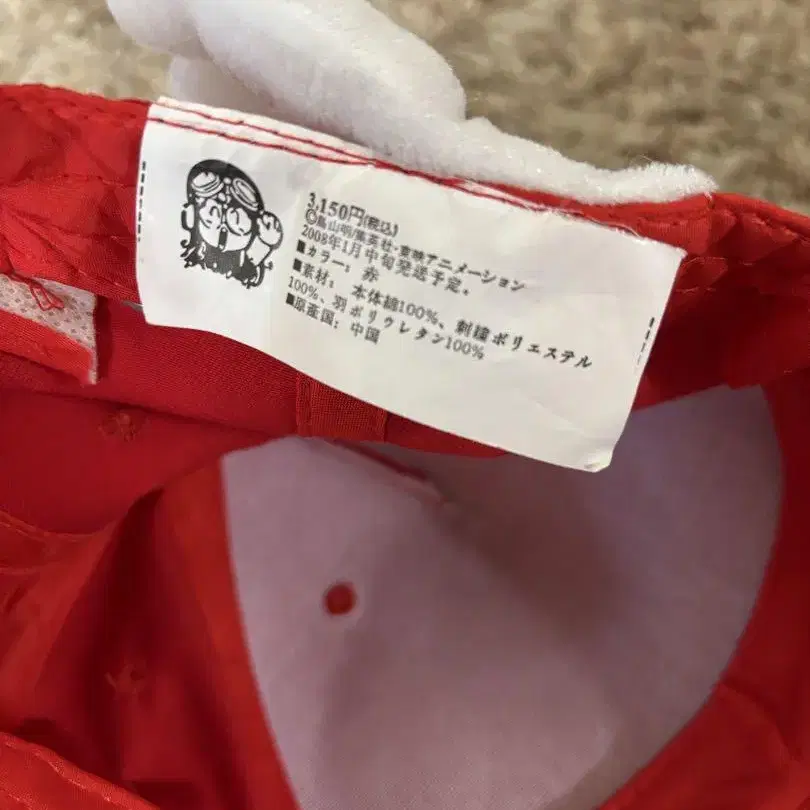 3,150円(税込)
©鳥山明/集英社・東映アニメーション
2008年1月中旬発送予定。
■カラー：赤
■素材：本体綿100%、刺繍ポリエステル
100%、羽ポリウレタン100%
■原産国：中国